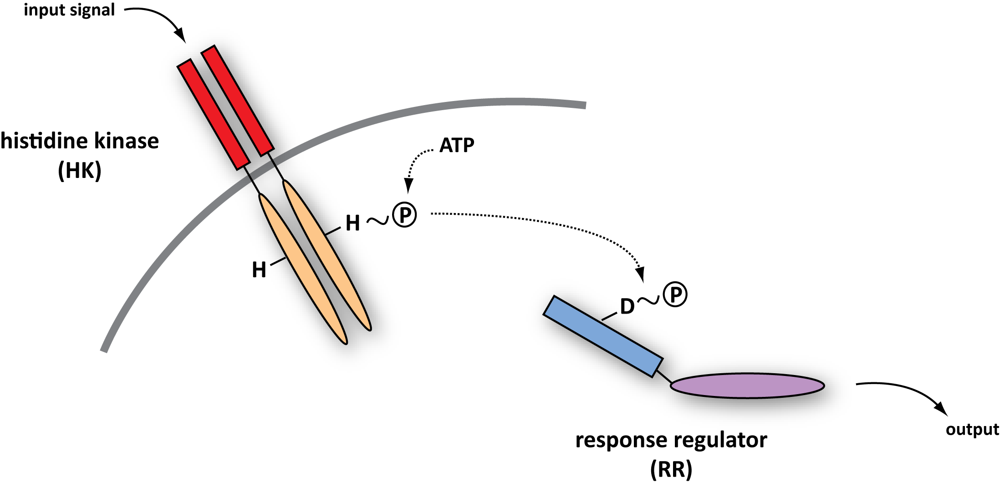 input signal
histidine kinase
(HK)
ATP
H
P
H
D
P
response regulator
(RR)
output